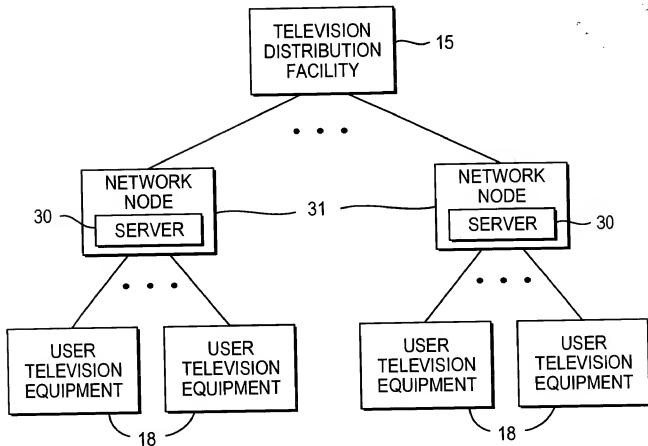 TELEVISION
DISTRIBUTION
FACILITY
15
NETWORK
NODE
30
SERVER
31
NETWORK
NODE
SERVER
30
USER
TELEVISION
EQUIPMENT
USER
TELEVISION
EQUIPMENT
18
USER
TELEVISION
EQUIPMENT
USER
TELEVISION
EQUIPMENT
18